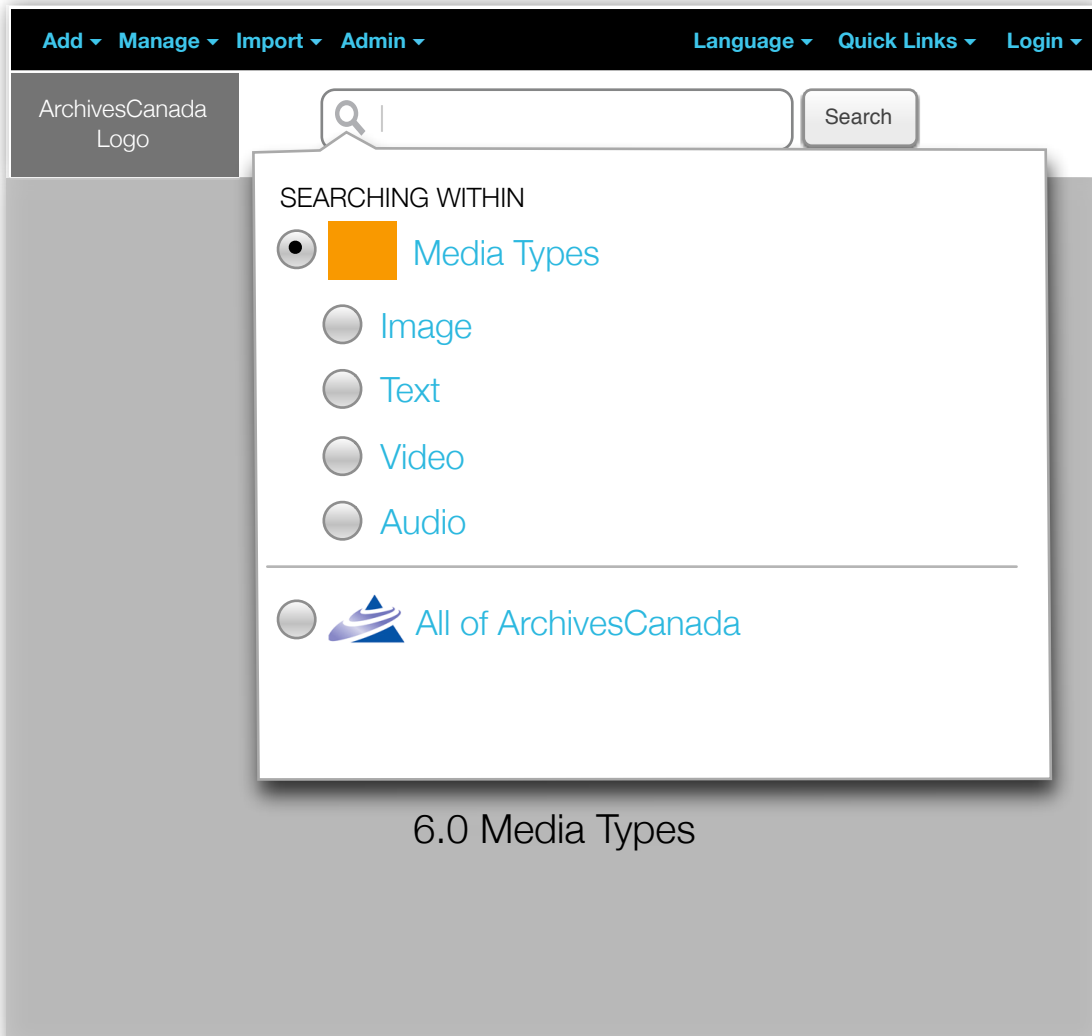 Add Manage Import Admin Language Quick Links Login
ArchivesCanada
Logo
Search
SEARCHING WITHIN
Media Types
Image
Text
Video
Audio
All of ArchivesCanada
6.0 Media Types